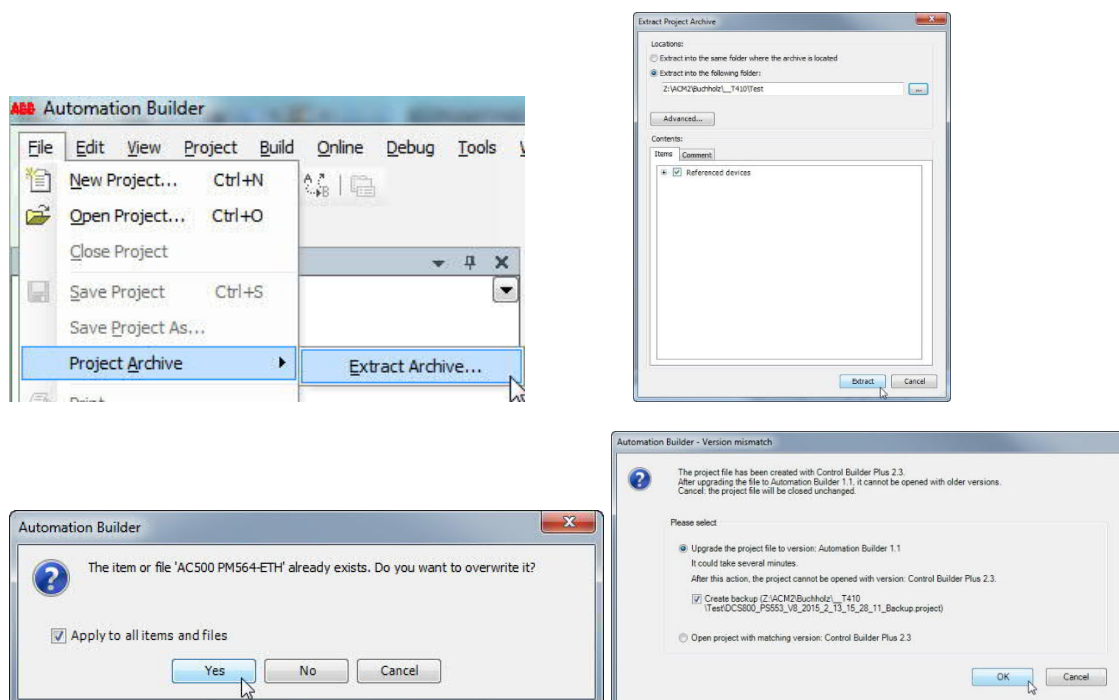 ABB Automation Builder
File Edit View Project Build Online Debug Tools
New Project... Ctrl+N
Open Project... Ctrl+O
Close Project
Save Project Ctrl+S
Save Project As...
Project Archive
Extract Archive...
Extract Project Archive
Locations:
Extract into the same folder where the archive is located
Extract into the following folder:
Z:\ACM2\Buchholz\__T410\Test
...
Advanced...
Contents:
Items Comment
Referenced devices
Extract Cancel
Automation Builder
The item or file 'AC500 PM564-ETH' already exists. Do you want to overwrite it?
Apply to all items and files
Yes No Cancel
Automation Builder - Version mismatch
The project file has been created with Control Builder Plus 2.3.
After upgrading the file to Automation Builder 1.1, it cannot be opened with older versions.
Cancel: the project file will be closed unchanged.
Please select
Upgrade the project file to version: Automation Builder 1.1
It could take several minutes.
After this action, the project cannot be opened with version: Control Builder Plus 2.3.
Create backup (Z:\ACM2\Buchholz\__T410
\Test\DCS800_PS553_V8_2015_2_13_15_28_11_Backup.project)
Open project with matching version: Control Builder Plus 2.3
OK Cancel